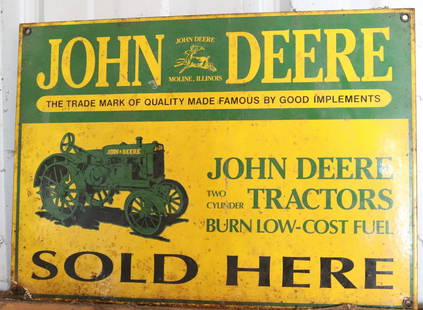 JOHN DEERE
JOHN DEERE
MOLINE, ILLINOIS
THE TRADE MARK OF QUALITY MADE FAMOUS BY GOOD IMPLEMENTS
JOHN DEERE
JOHN DEERE
TWO CYLINDER TRACTORS
BURN LOW-COST FUEL
SOLD HERE